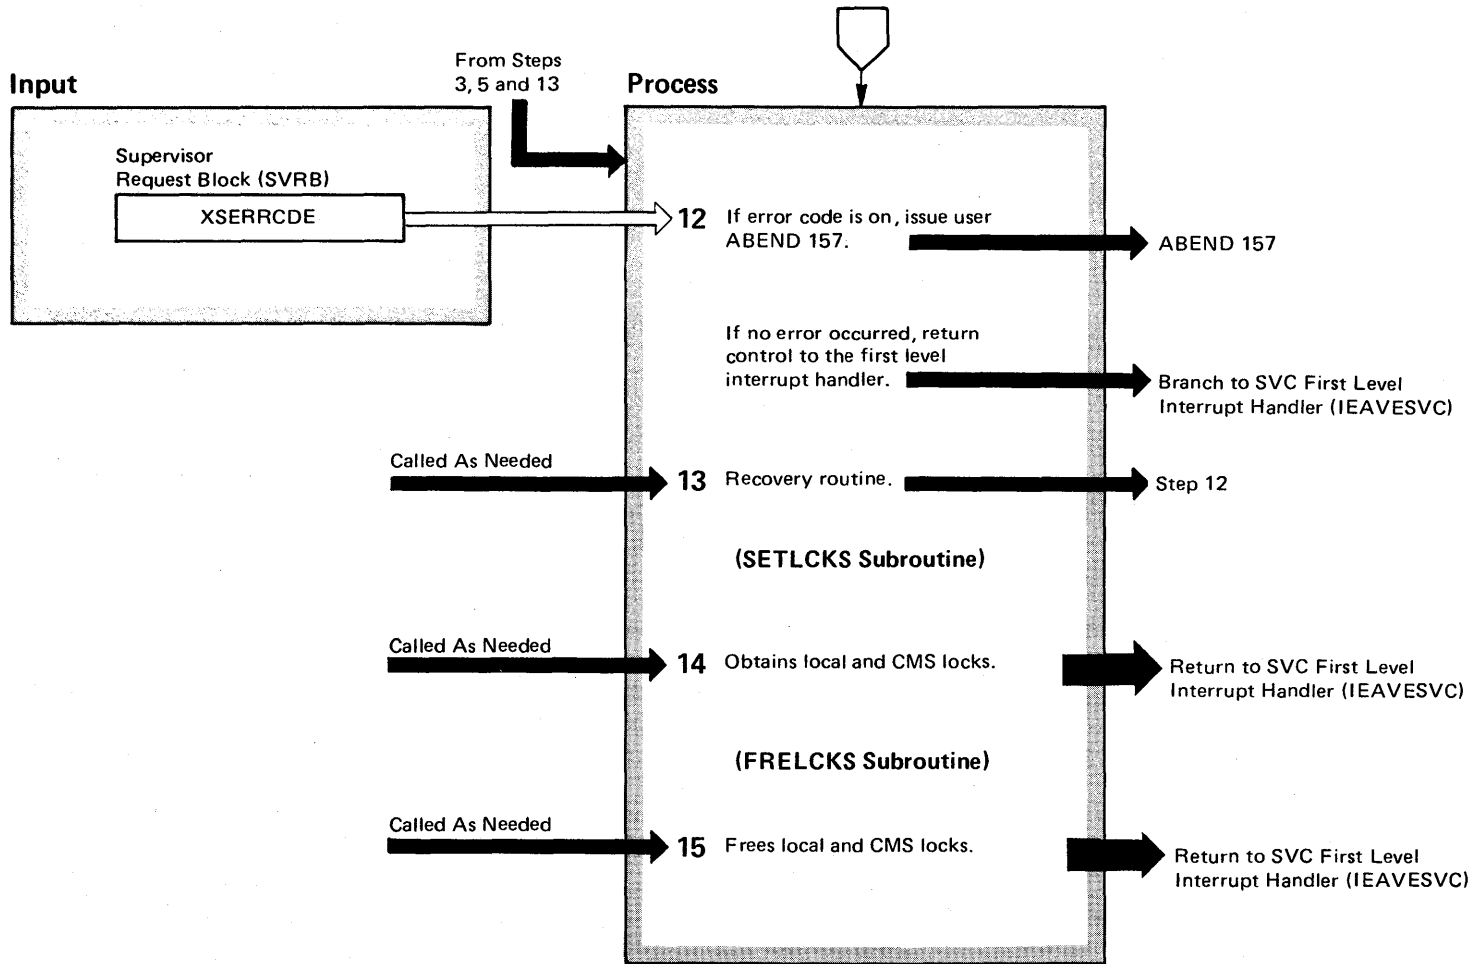 From Steps
3, 5 and 13
Input
Process
Supervisor
Request Block (SVRB)
XSERRCDE
12 If error code is on, issue user
ABEND 157.
ABEND 157
If no error occurred, return
control to the first level
interrupt handler.
Branch to SVC First Level
Interrupt Handler (IEAVESVC)
Called As Needed
13 Recovery routine.
Step 12
(SETLCKS Subroutine)
Called As Needed
14 Obtains local and CMS locks.
Return to SVC First Level
Interrupt Handler (IEAVESVC)
(FRELCKS Subroutine)
Called As Needed
15 Frees local and CMS locks.
Return to SVC First Level
Interrupt Handler (IEAVESVC)